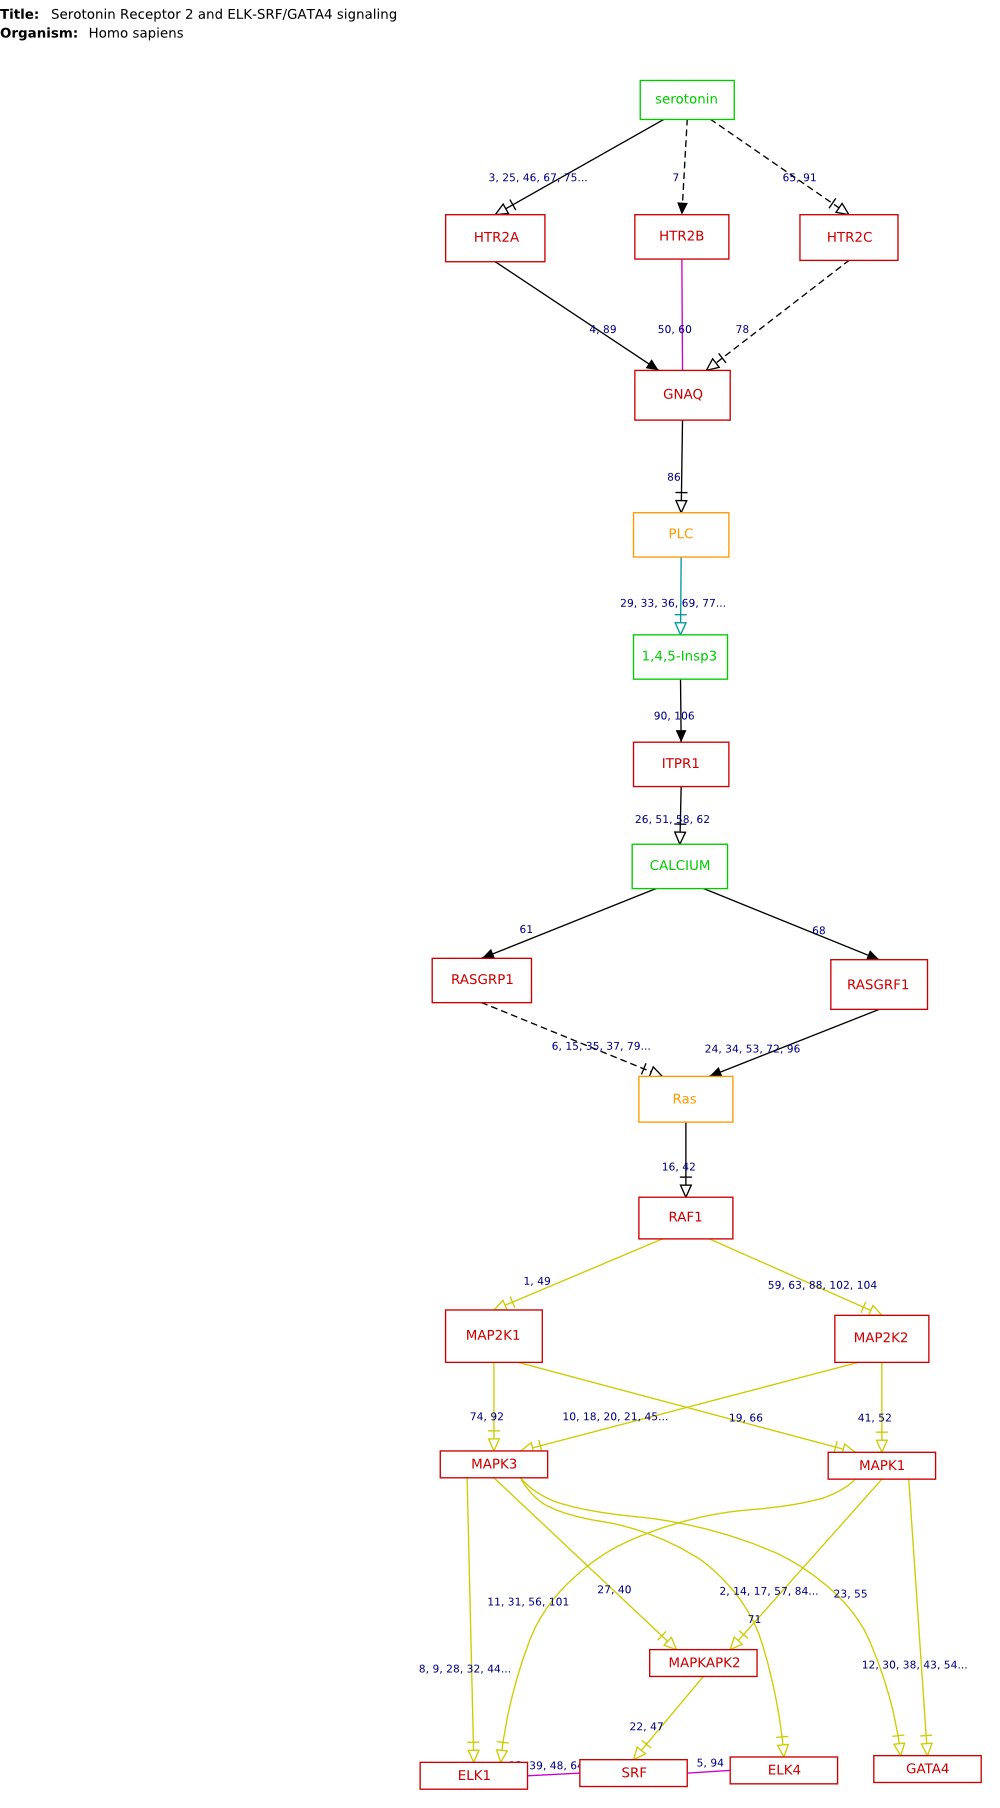 Title: Serotonin Receptor 2 and ELK-SRF/GATA4 signaling
Organism: Homo sapiens
serotonin
3, 25, 46, 67, 75...
7
65, 91
HTR2A
HTR2B
HTR2C
4, 89
50, 60
78
GNAQ
86
PLC
29, 33, 36, 69, 77...
1,4,5-Insp3
90, 106
ITPR1
26, 51, 58, 62
CALCIUM
61
68
RASGRP1
RASGRF1
6, 15, 35, 37, 79...
24, 34, 53, 72, 96
Ras
16, 42
RAF1
1, 49
59, 63, 88, 102, 104
MAP2K1
MAP2K2
74, 92
10, 18, 20, 21, 45...
19, 66
41, 52
MAPK3
MAPK1
27, 40
2, 14, 17, 57, 84...
23, 55
11, 31, 56, 101
71
MAPKAPK2
8, 9, 28, 32, 44...
12, 30, 38, 43, 54...
22, 47
39, 48, 64
5, 94
ELK1
SRF
ELK4
GATA4